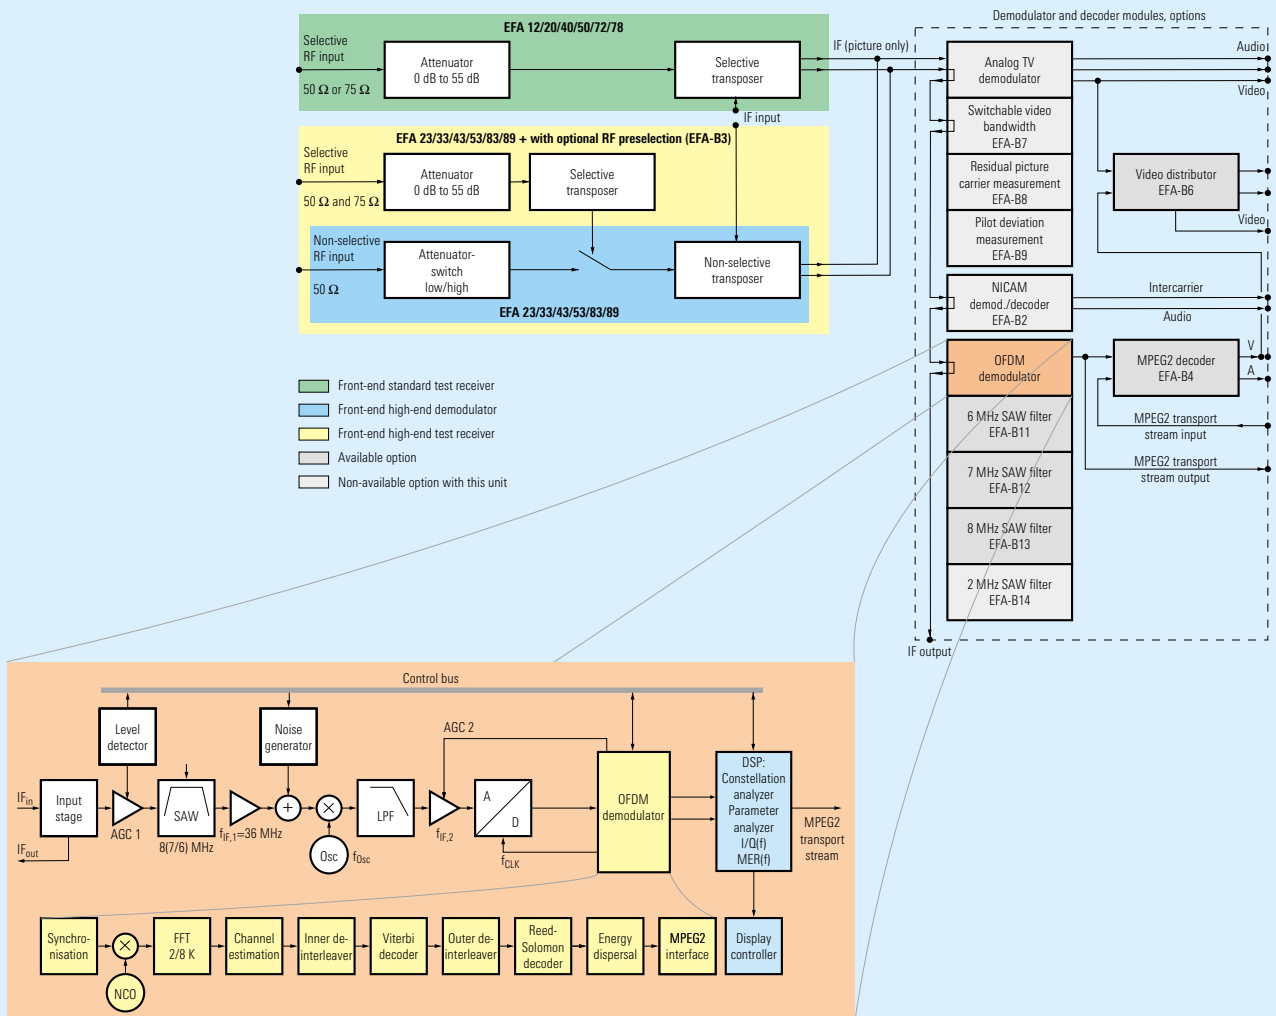 Demodulator and decoder modules, options
EFA 12/20/40/50/72/78
Selective
RF input
50 Ω or 75 Ω
Attenuator
0 dB to 55 dB
Selective
transposer
IF (picture only)
IF input
EFA 23/33/43/53/83/89 + with optional RF preselection (EFA-B3)
Selective
RF input
50 Ω and 75 Ω
Attenuator
0 dB to 55 dB
Selective
transposer
Non-selective
RF input
50 Ω
Attenuator-
switch
low/high
Non-selective
transposer
EFA 23/33/43/53/83/89
Analog TV
demodulator
Audio
Video
Switchable video
bandwidth
EFA-B7
Residual picture
carrier measurement
EFA-B8
Pilot deviation
measurement
EFA-B9
Video distributor
EFA-B6
Video
NICAM
demod./decoder
EFA-B2
Intercarrier
Audio
OFDM
demodulator
MPEG2 decoder
EFA-B4
V
A
6 MHz SAW filter
EFA-B11
MPEG2 transport
stream input
7 MHz SAW filter
EFA-B12
MPEG2 transport
stream output
8 MHz SAW filter
EFA-B13
2 MHz SAW filter
EFA-B14
IF output
Front-end standard test receiver
Front-end high-end demodulator
Front-end high-end test receiver
Available option
Non-available option with this unit
Control bus
Level
detector
Noise
generator
AGC 2
IFin
IFout
Input
stage
AGC 1
SAW
8(7/6) MHz
fIF,1=36 MHz
+
×
Osc
fOsc
LPF
fIF,2
A
D
fCLK
OFDM
demodulator
DSP:
Constellation
analyzer
Parameter
analyzer
I/Q(f)
MER(f)
MPEG2
transport
stream
Synchro-
nisation
×
NCO
FFT
2/8 K
Channel
estimation
Inner de-
interleaver
Viterbi
decoder
Outer de-
interleaver
Reed-
Solomon
decoder
Energy
dispersal
MPEG2
interface
Display
controller